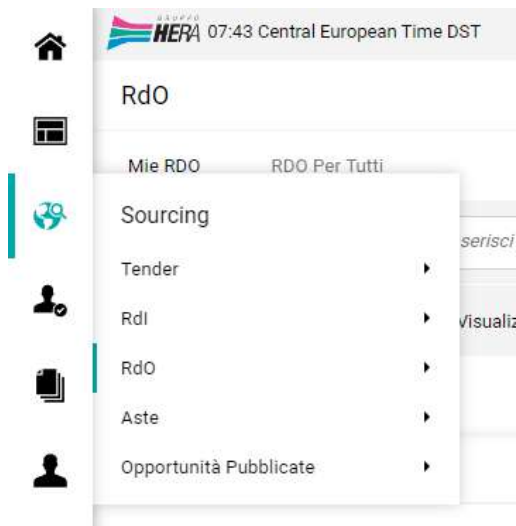 GRUPPO
HERA 07:43 Central European Time DST
RdO
Mie RDO RDO Per Tutti
Sourcing
serisci
Tender
RdI
Visualiz
RdO
Aste
Opportunità Pubblicate